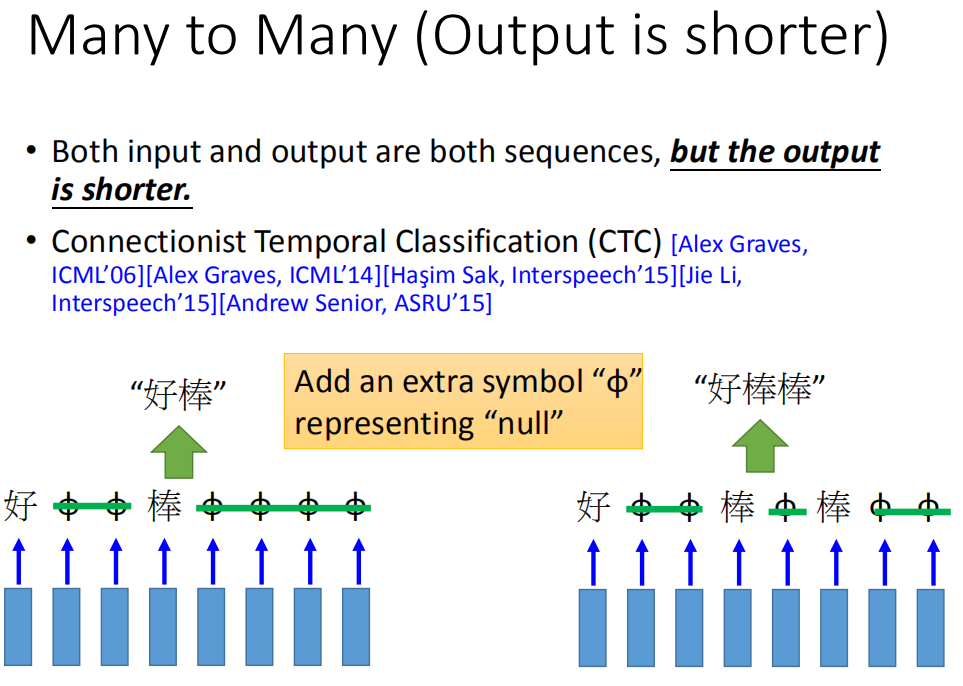 Many to Many (Output is shorter)
• Both input and output are both sequences, but the output
is shorter.
• Connectionist Temporal Classification (CTC) [Alex Graves,
ICML’06][Alex Graves, ICML’14][Haşim Sak, Interspeech’15][Jie Li,
Interspeech’15][Andrew Senior, ASRU’15]
“好棒”
Add an extra symbol “ϕ”
representing “null”
“好棒棒”
好 ϕ ϕ 棒 ϕ ϕ ϕ ϕ
好 ϕ ϕ 棒 ϕ 棒 ϕ ϕ